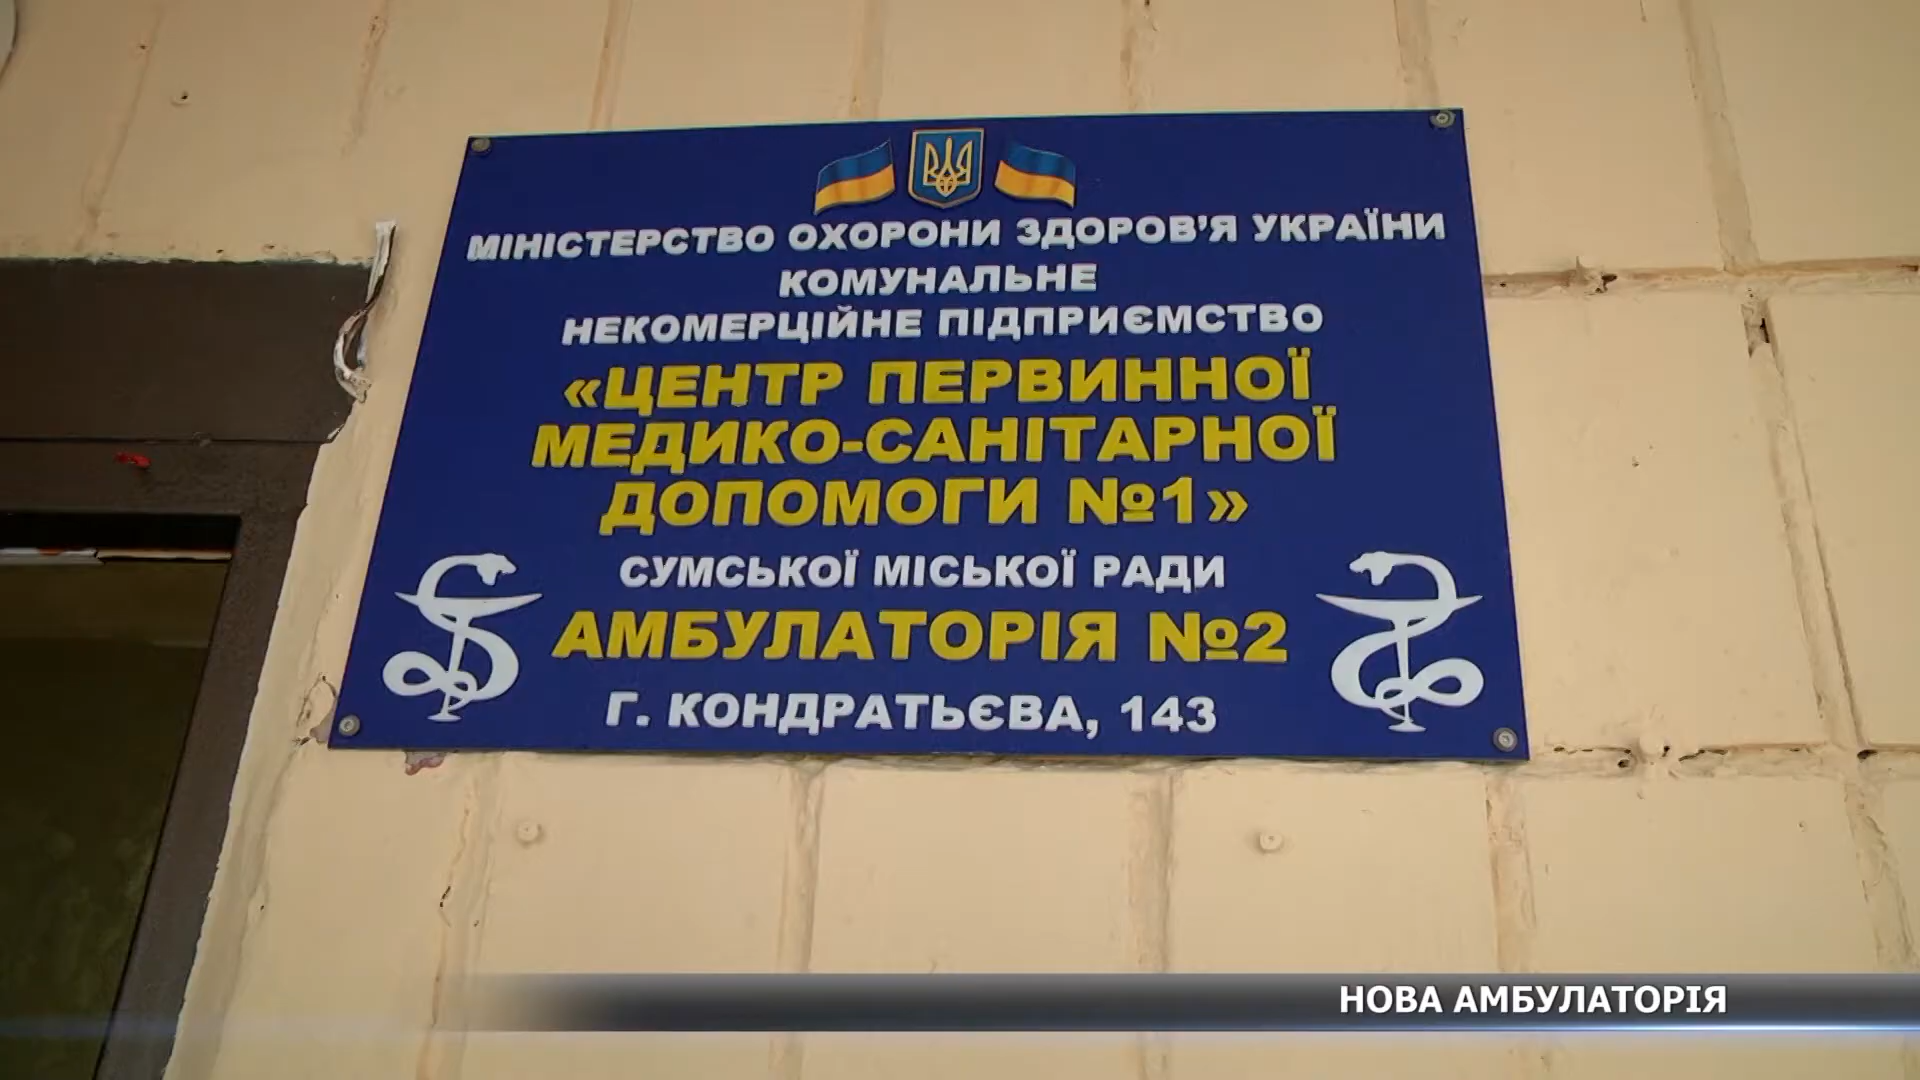 МІНІСТЕРСТВО ОХОРОНИ ЗДОРОВ'Я УКРАЇНИ
КОМУНАЛЬНЕ
НЕКОМЕРЦІЙНЕ ПІДПРИЄМСТВО
«ЦЕНТР ПЕРВИННОЇ
МЕДИКО-САНІТАРНОЇ
ДОПОМОГИ №1»
СУМСЬКОЇ МІСЬКОЇ РАДИ
АМБУЛАТОРІЯ №2
Г. КОНДРАТЬЄВА, 143
НОВА АМБУЛАТОРІЯ